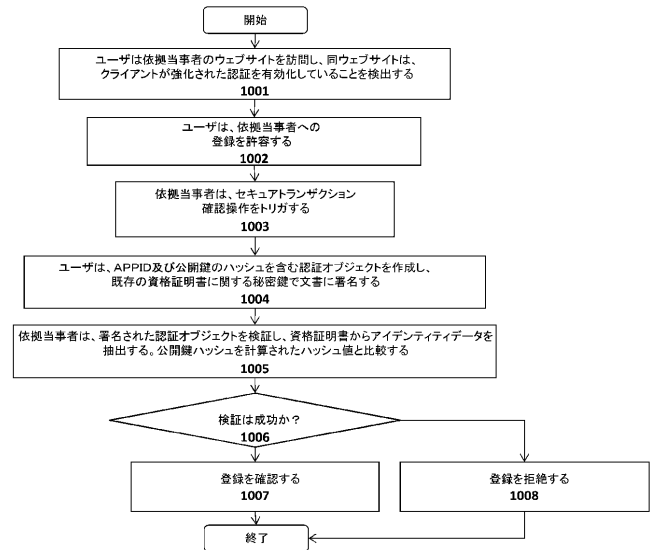 開始
ユーザは依拠当事者のウェブサイトを訪問し、同ウェブサイトは、
クライアントが強化された認証を有効化していることを検出する
1001
ユーザは、依拠当事者への
登録を許容する
1002
依拠当事者は、セキュアトランザクション
確認操作をトリガする
1003
ユーザは、APPID及び公開鍵のハッシュを含む認証オブジェクトを作成し、
既存の資格証明書に関する秘密鍵で文書に署名する
1004
依拠当事者は、署名された認証オブジェクトを検証し、資格証明書からアイデンティティデータを
抽出する。公開鍵ハッシュを計算されたハッシュ値と比較する
1005
検証は成功か？
1006
登録を確認する
1007
登録を拒絶する
1008
終了